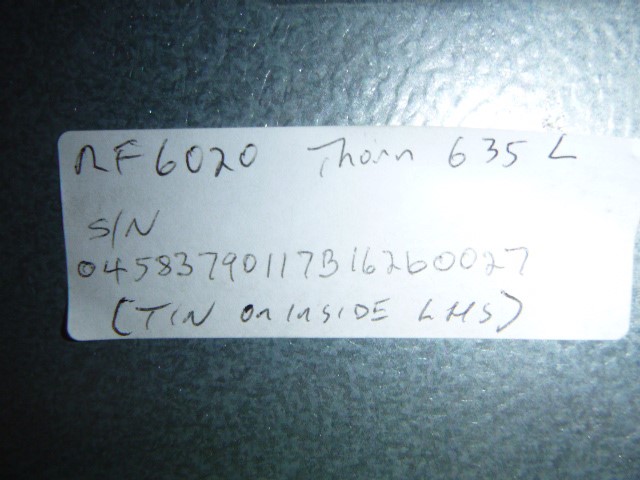 RF6020 Thorn 635 L
S/N
04583790117B16260027
(TIN ON INSIDE LHS)